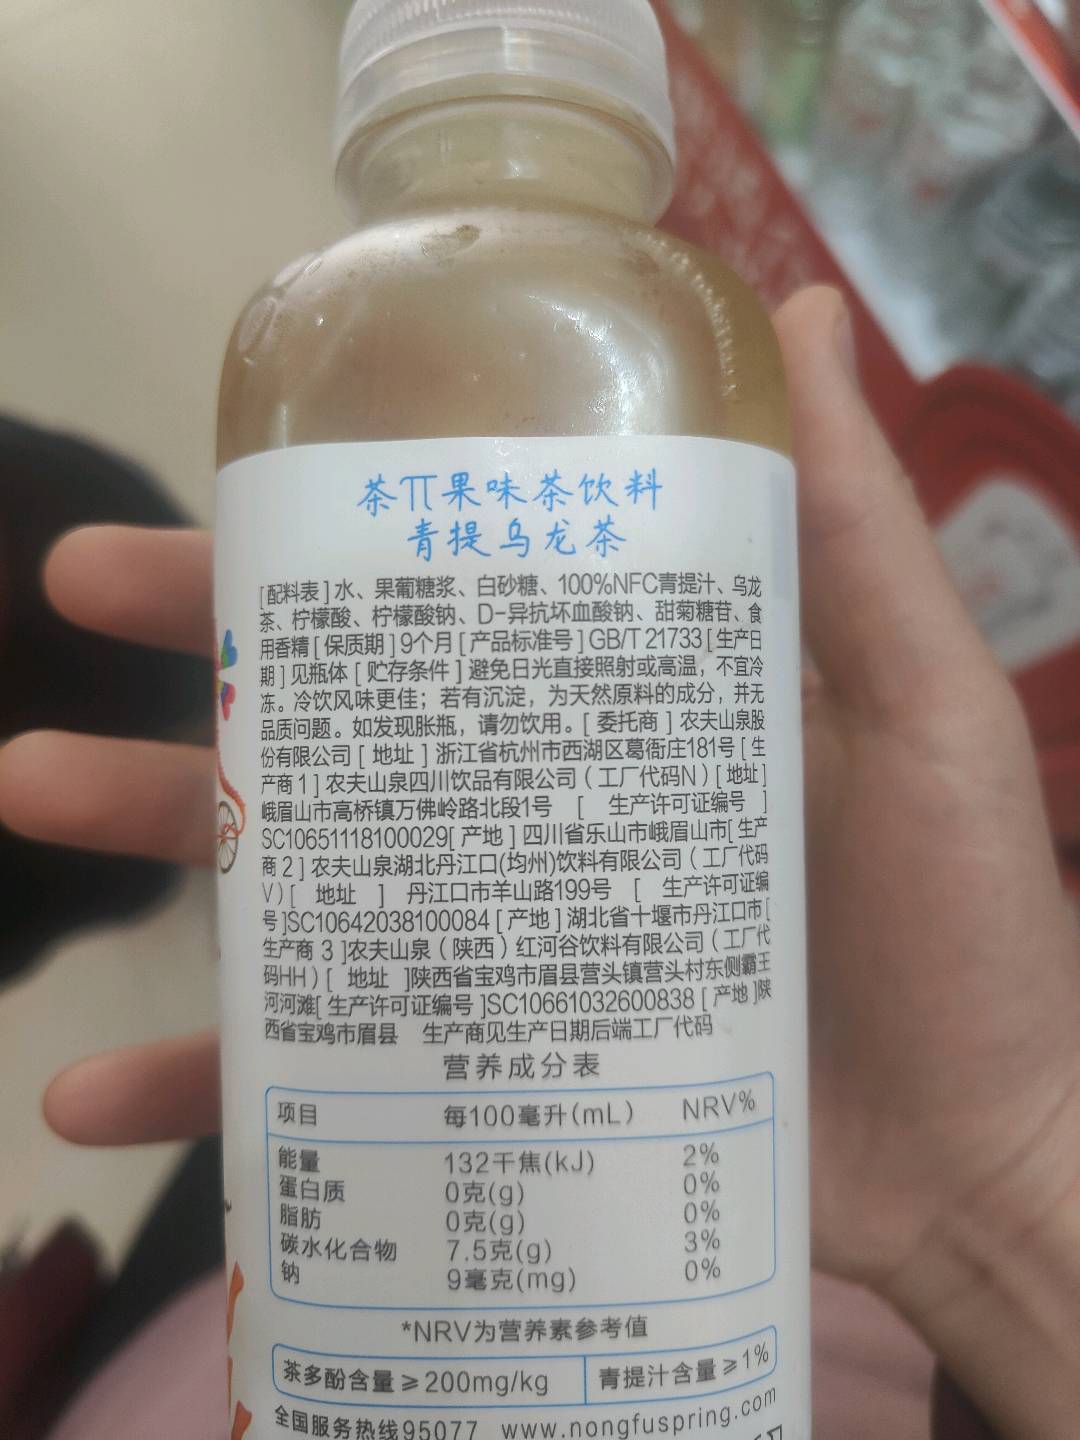 茶π果味茶饮料
青提乌龙茶
[配料表]水、果葡糖浆、白砂糖、100%NFC青提汁、乌龙
茶、柠檬酸、柠檬酸钠、D-异抗坏血酸钠、甜菊糖苷、食
用香精[保质期]9个月[产品标准号]GB/T 21733[生产日
期]见瓶体[贮存条件]避免日光直接照射或高温，不宜冷
冻。冷饮风味更佳；若有沉淀，为天然原料的成分，并无
品质问题。如发现胀瓶，请勿饮用。[委托商]农夫山泉股
份有限公司[地址]浙江省杭州市西湖区葛衙庄181号[生
产商1]农夫山泉四川饮品有限公司（工厂代码N）[地址]
峨眉山市高桥镇万佛岭路北段1号 [ 生产许可证编号 ]
SC10651118100029[产地]四川省乐山市峨眉山市[生产
商2]农夫山泉湖北丹江口(均州)饮料有限公司（工厂代码
V）[ 地址 ] 丹江口市羊山路199号 [ 生产许可证编
号]SC10642038100084[产地]湖北省十堰市丹江口市[
生产商 3 ]农夫山泉（陕西）红河谷饮料有限公司（工厂代
码HH）[ 地址 ]陕西省宝鸡市眉县营头镇营头村东侧霸王
河河滩[生产许可证编号]SC10661032600838[产地]陕
西省宝鸡市眉县 生产商见生产日期后端工厂代码
营养成分表
项目 每100毫升(mL) NRV%
能量 132千焦(kJ) 2%
蛋白质 0克(g) 0%
脂肪 0克(g) 0%
碳水化合物 7.5克(g) 3%
钠 9毫克(mg) 0%
*NRV为营养素参考值
茶多酚含量≥200mg/kg 青提汁含量≥1%
全国服务热线95077 www.nongfuspring.com